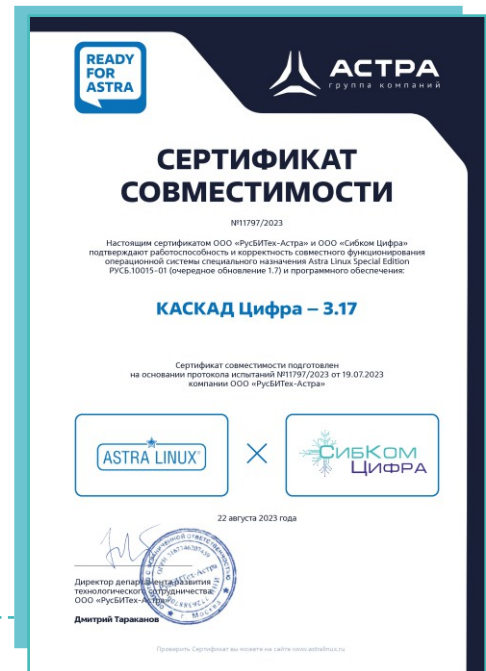 READY
FOR
ASTRA
АСТРА
группа компаний
СЕРТИФИКАТ
СОВМЕСТИМОСТИ
№11797/2023
Настоящим сертификатом ООО «РусБИТех-Астра» и ООО «Сибком Цифра»
подтверждают работоспособность и корректность совместного функционирования
операционной системы специального назначения Astra Linux Special Edition
РУСБ.10015-01 (очередное обновление 1.7) и программного обеспечения:
КАСКАД Цифра – 3.17
Сертификат совместимости подготовлен
на основании протокола испытаний №11797/2023 от 19.07.2023
компании ООО «РусБИТех-Астра»
ASTRA LINUX®
СибКом
Цифра
22 августа 2023 года
Директор департамента развития
технологического сотрудничества
ООО «РусБИТех-Астра»
Дмитрий Тараканов
Проверить Сертификат вы можете на сайте www.astralinux.ru